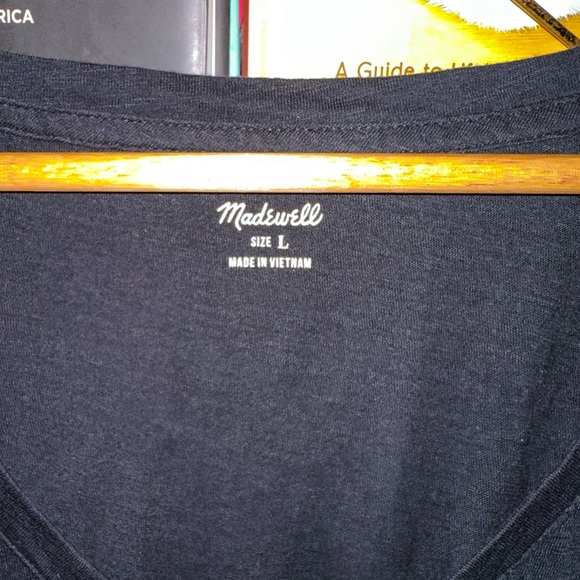 RICA
A Guide to
Madewell
SIZE L
MADE IN VIETNAM